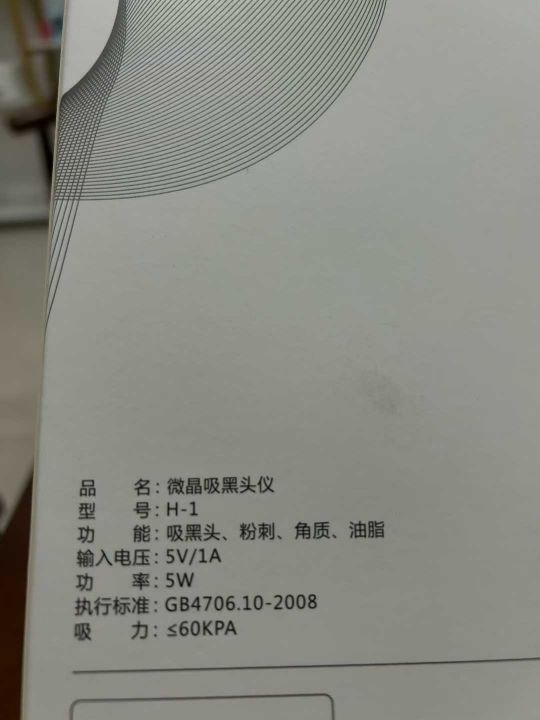 品 名: 微晶吸黑头仪
型 号: H-1
功 能: 吸黑头、粉刺、角质、油脂
输入电压: 5V/1A
功 率: 5W
执行标准: GB4706.10-2008
吸 力: ≤60KPA